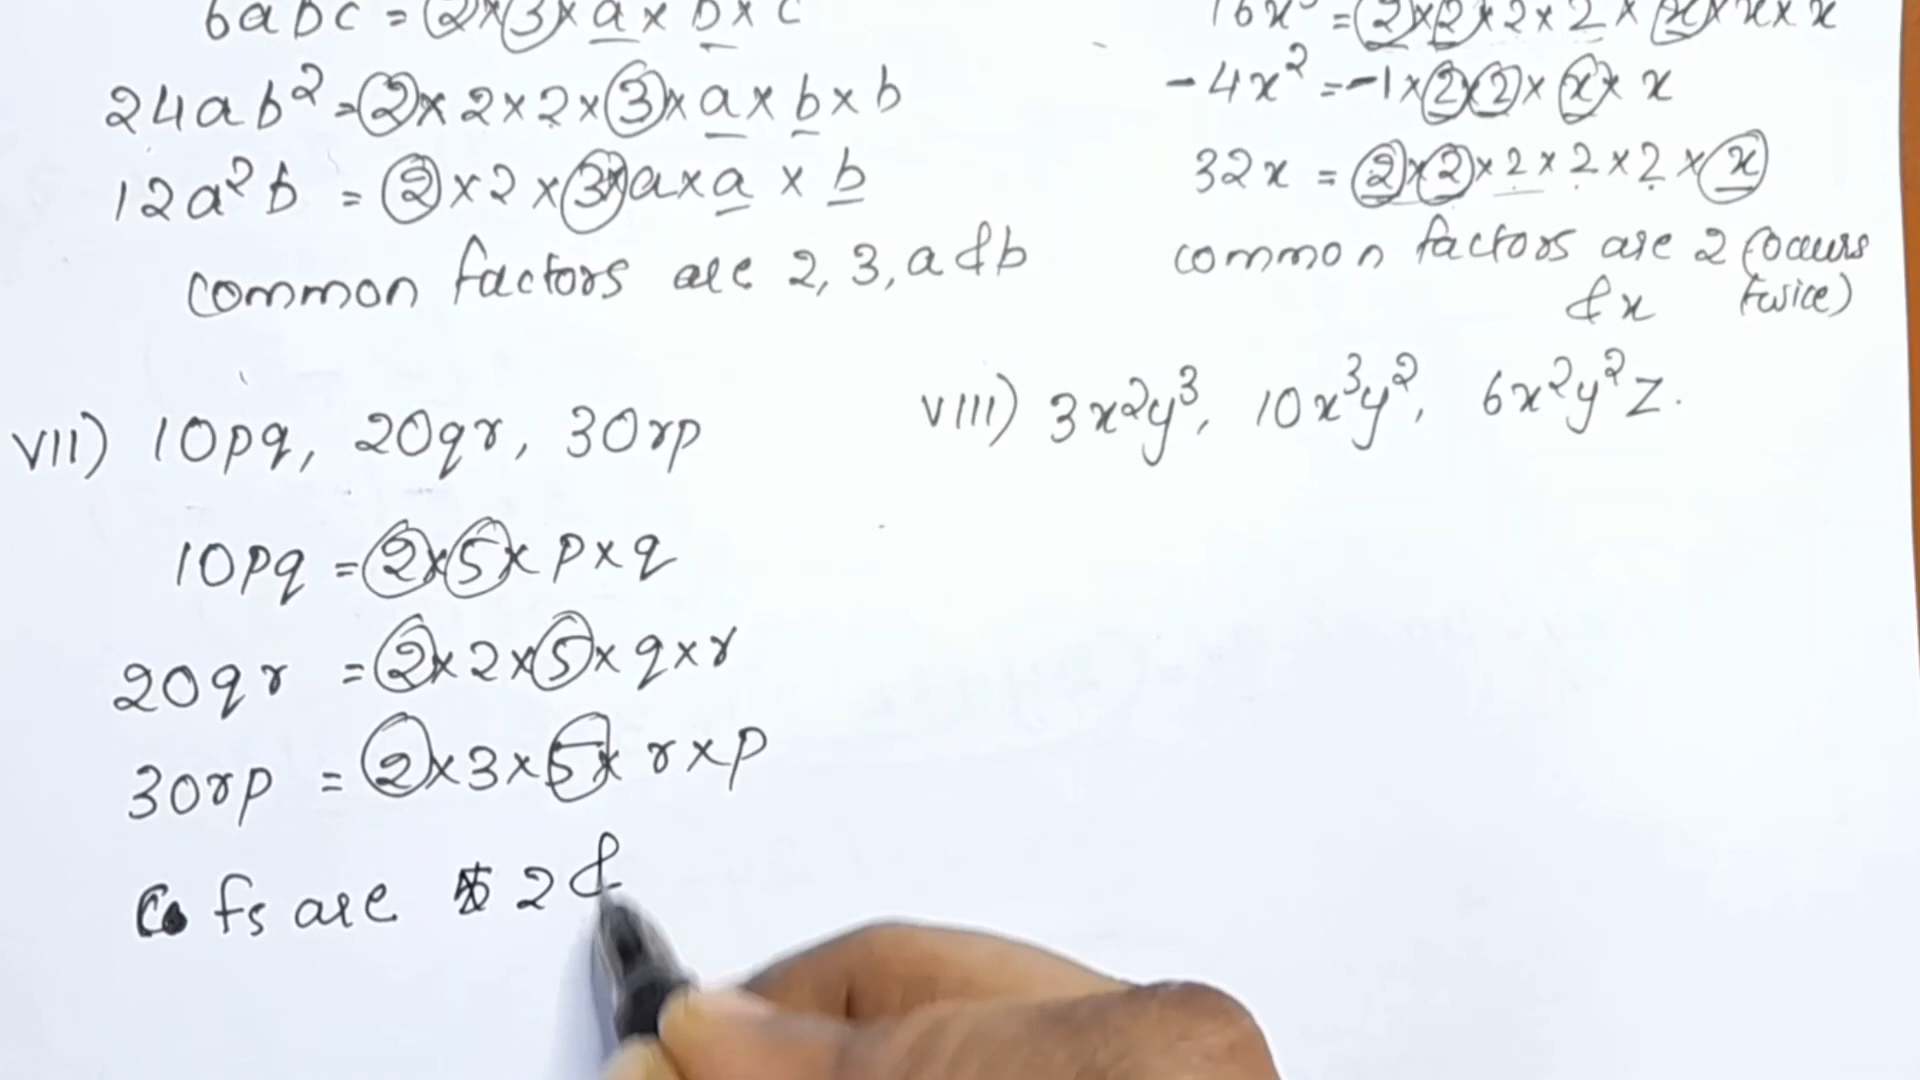 6abc = 2×3×a×b×c
24ab² = 2×2×2×3×a×b×b
12a²b = 2×2×3×a×a×b
common factors are 2, 3, a & b
16x³ = 2×2×2×2×x×x×x
-4x² = -1×2×2×x×x
32x = 2×2×2×2×2×x
common factors are 2 (occurs
& x twice)
VII) 10pq, 20qr, 30rp
10pq = 2×5×p×q
20qr = 2×2×5×q×r
30rp = 2×3×5×r×p
fs are 2 &
VIII) 3x²y³, 10x³y², 6x²y²z.